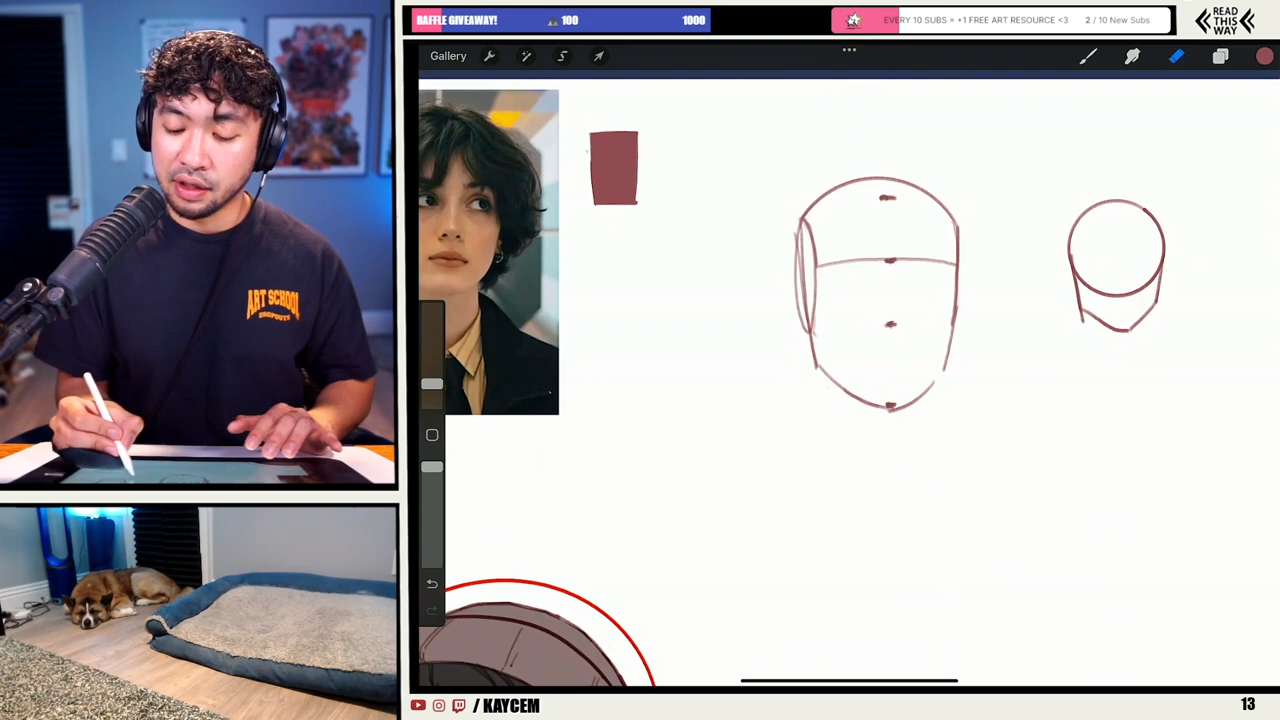 RAFFLE GIVEAWAY!
100
1000
EVERY 10 SUBS = +1 FREE ART RESOURCE <3
2 / 10 New Subs
READ
THIS
WAY
Gallery
ART SCHOOL
DROPOUTS
/ KAYCEM
13